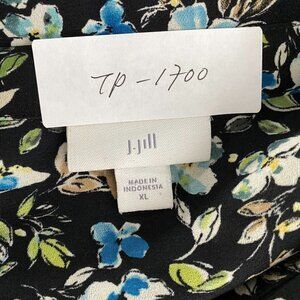 TP-1700
J.Jill
MADE IN
INDONESIA
XL